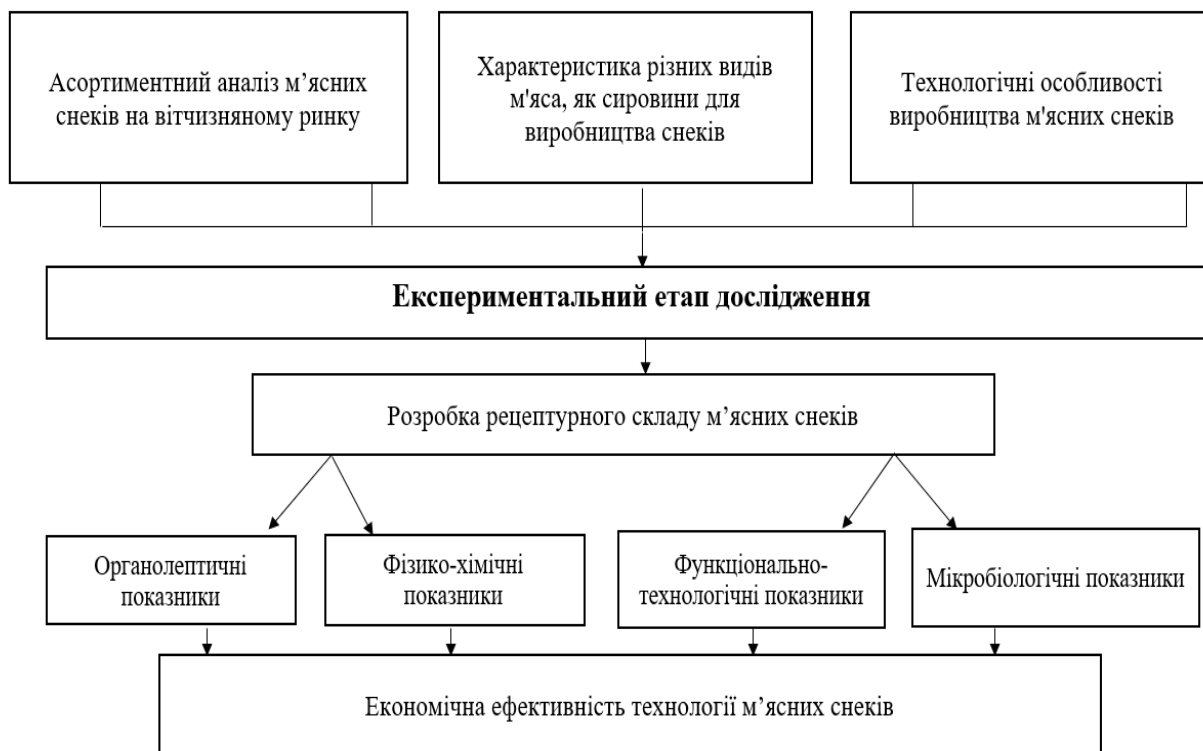 Асортиментний аналіз м’ясних
снеків на вітчизняному ринку
Характеристика різних видів
м'яса, як сировини для
виробництва снеків
Технологічні особливості
виробництва м'ясних снеків
Експериментальний етап дослідження
Розробка рецептурного складу м’ясних снеків
Органолептичні
показники
Фізико-хімічні
показники
Функціонально-
технологічні показники
Мікробіологічні показники
Економічна ефективність технології м’ясних снеків